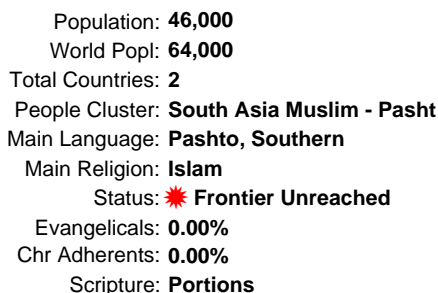 Population: 46,000
World Popl: 64,000
Total Countries: 2
People Cluster: South Asia Muslim - Pasht
Main Language: Pashto, Southern
Main Religion: Islam
Status: Frontier Unreached
Evangelicals: 0.00%
Chr Adherents: 0.00%
Scripture: Portions